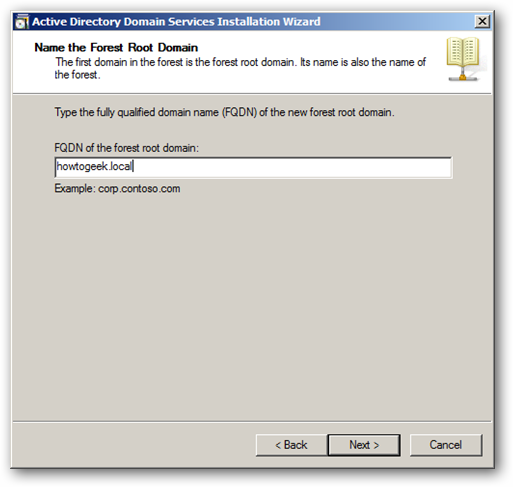 Active Directory Domain Services Installation Wizard
Name the Forest Root Domain
The first domain in the forest is the forest root domain. Its name is also the name of
the forest.
Type the fully qualified domain name (FQDN) of the new forest root domain.
FQDN of the forest root domain:
howtogeek.local
Example: corp.contoso.com
< Back
Next >
Cancel